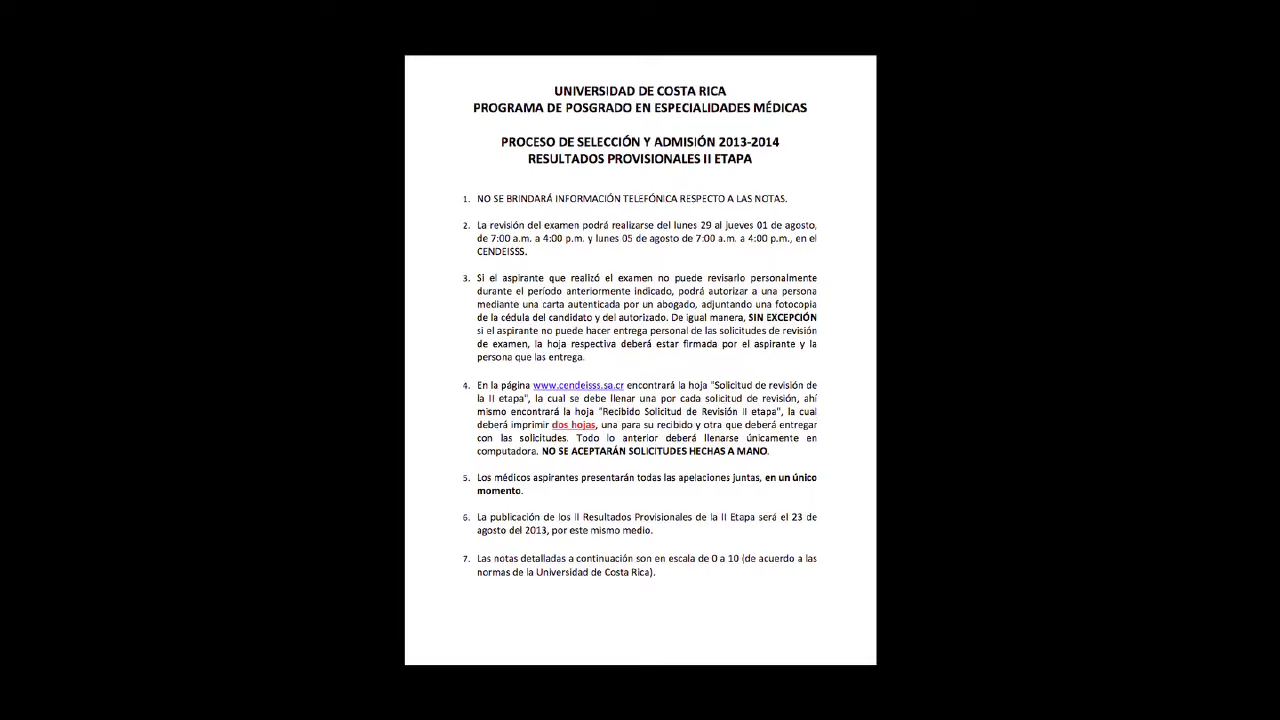 UNIVERSIDAD DE COSTA RICA
PROGRAMA DE POSGRADO EN ESPECIALIDADES MÉDICAS
PROCESO DE SELECCIÓN Y ADMISIÓN 2013-2014
RESULTADOS PROVISIONALES II ETAPA
1. NO SE BRINDARÁ INFORMACIÓN TELEFÓNICA RESPECTO A LAS NOTAS.
2. La revisión del examen podrá realizarse del lunes 29 al jueves 01 de agosto,
de 7:00 a.m. a 4:00 p.m. y lunes 05 de agosto de 7:00 a.m. a 4:00 p.m., en el
CENDEISSS.
3. Si el aspirante que realizó el examen no puede revisarlo personalmente
durante el período anteriormente indicado, podrá autorizar a una persona
mediante una carta autenticada por un abogado, adjuntando una fotocopia
de la cédula del candidato y del autorizado. De igual manera, SIN EXCEPCIÓN
si el aspirante no puede hacer entrega personal de las solicitudes de revisión
de examen, la hoja respectiva deberá estar firmada por el aspirante y la
persona que las entrega.
4. En la página www.cendeisss.sa.cr encontrará la hoja "Solicitud de revisión de
la II etapa", la cual se debe llenar una por cada solicitud de revisión, ahí
mismo encontrará la hoja "Recibido Solicitud de Revisión II etapa", la cual
deberá imprimir dos hojas, una para su recibido y otra que deberá entregar
con las solicitudes. Todo lo anterior deberá llenarse únicamente en
computadora. NO SE ACEPTARÁN SOLICITUDES HECHAS A MANO.
5. Los médicos aspirantes presentarán todas las apelaciones juntas, en un único
momento.
6. La publicación de los II Resultados Provisionales de la II Etapa será el 23 de
agosto del 2013, por este mismo medio.
7. Las notas detalladas a continuación son en escala de 0 a 10 (de acuerdo a las
normas de la Universidad de Costa Rica).